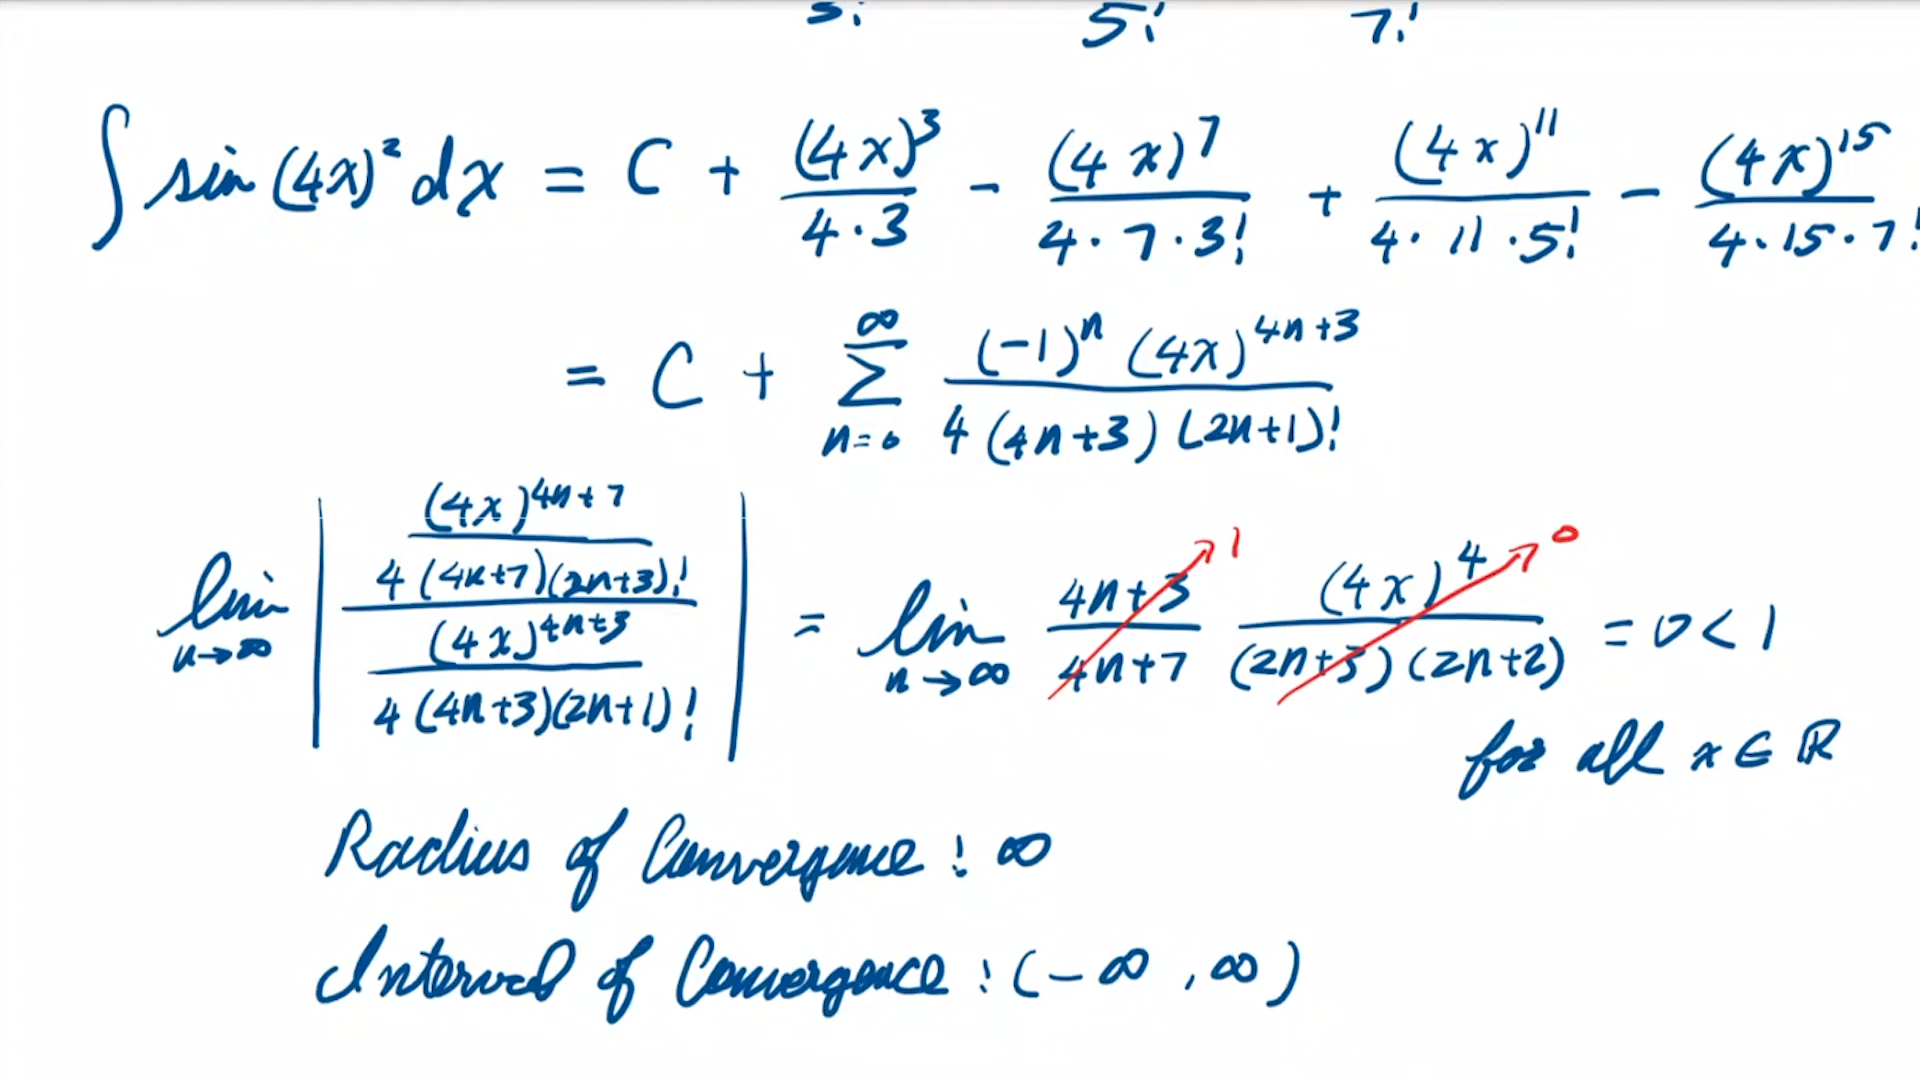 3! 5! 7!
∫ sin (4x)² dx = C + (4x)³/(4·3) - (4x)⁷/(4·7·3!) + (4x)¹¹/(4·11·5!) - (4x)¹⁵/(4·15·7!
= C + ∑_{n=0}^{∞} (-1)ⁿ (4x)^{4n+3} / 4(4n+3)(2n+1)!
lim_{n→∞} | ((4x)^{4n+7} / 4(4n+7)(2n+3)!) / ((4x)^{4n+3} / 4(4n+3)(2n+1)!) | = lim_{n→∞} (4n+3)/(4n+7) ↗1 (4x)⁴/((2n+3)(2n+2)) ↗0 = 0 < 1
for all x ∈ ℝ
Radius of Convergence : ∞
Interval of Convergence : (-∞, ∞)